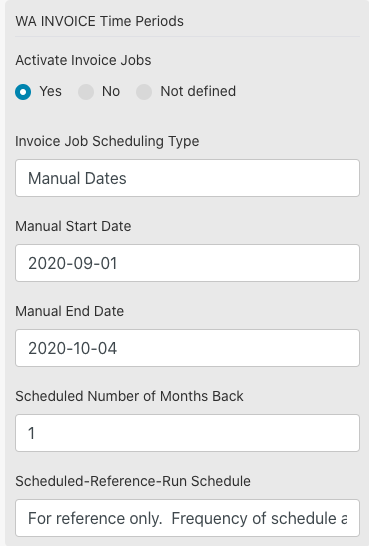 WA INVOICE Time Periods
Activate Invoice Jobs
Yes No Not defined
Invoice Job Scheduling Type
Manual Dates
Manual Start Date
2020-09-01
Manual End Date
2020-10-04
Scheduled Number of Months Back
1
Scheduled-Reference-Run Schedule
For reference only. Frequency of schedule a